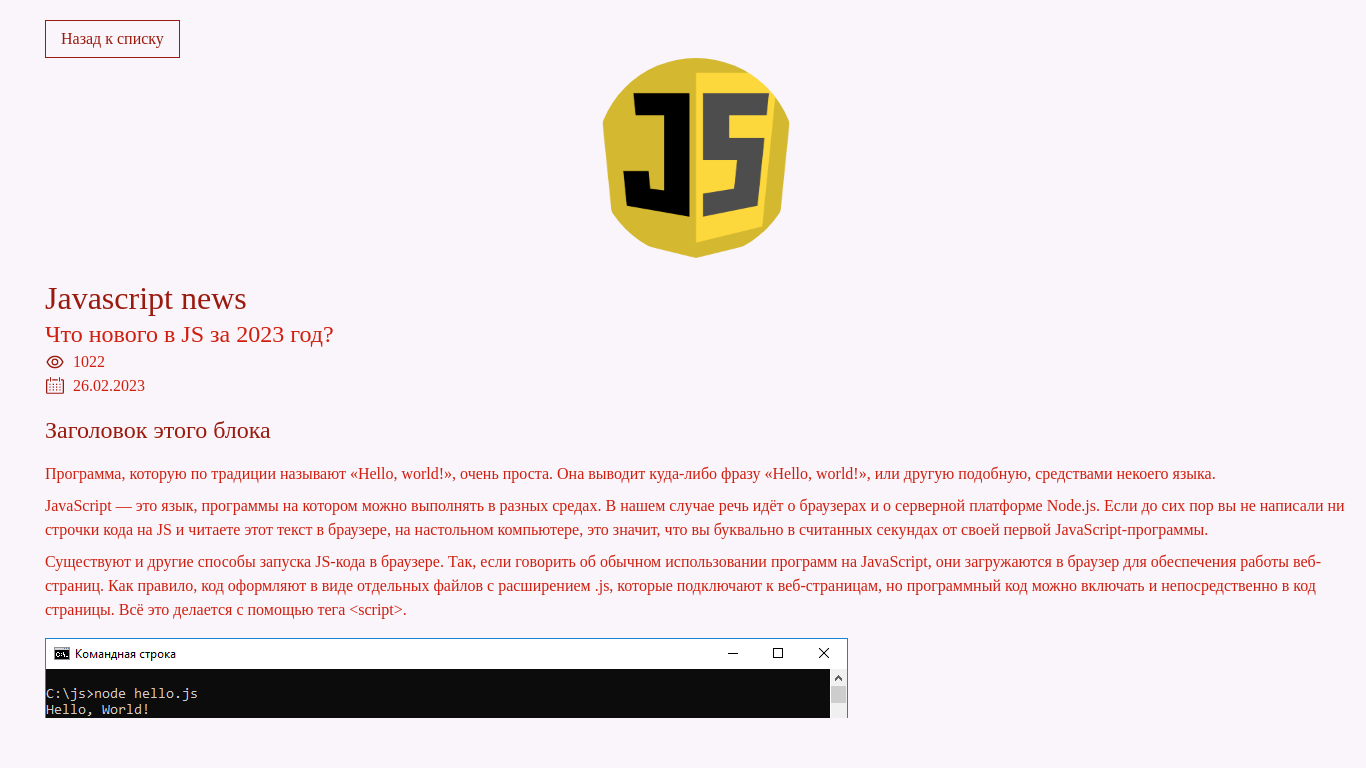 Назад к списку
JS
Javascript news
Что нового в JS за 2023 год?
1022
26.02.2023
Заголовок этого блока
Программа, которую по традиции называют «Hello, world!», очень проста. Она выводит куда-либо фразу «Hello, world!», или другую подобную, средствами некоего языка.
JavaScript — это язык, программы на котором можно выполнять в разных средах. В нашем случае речь идёт о браузерах и о серверной платформе Node.js. Если до сих пор вы не написали ни
строчки кода на JS и читаете этот текст в браузере, на настольном компьютере, это значит, что вы буквально в считанных секундах от своей первой JavaScript-программы.
Существуют и другие способы запуска JS-кода в браузере. Так, если говорить об обычном использовании программ на JavaScript, они загружаются в браузер для обеспечения работы веб-
страниц. Как правило, код оформляют в виде отдельных файлов с расширением .js, которые подключают к веб-страницам, но программный код можно включать и непосредственно в код
страницы. Всё это делается с помощью тега <script>.
Командная строка
C:\js>node hello.js
Hello, World!